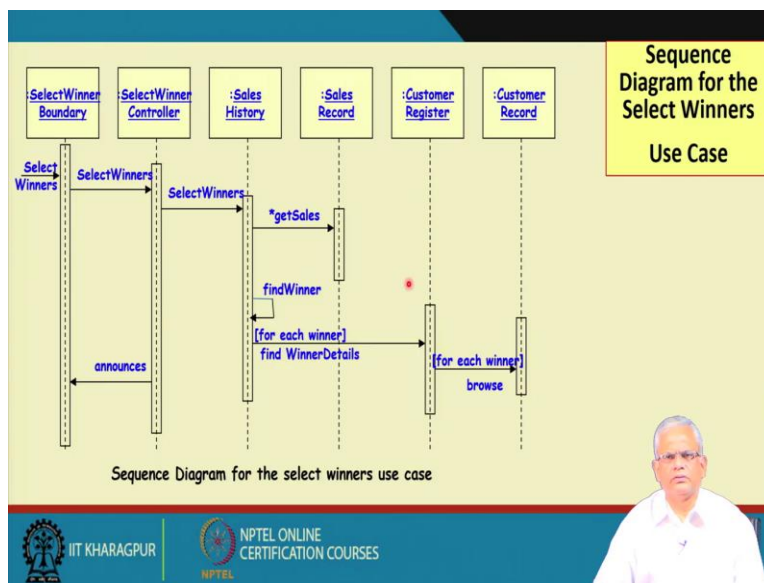 Sequence
Diagram for the
Select Winners
Use Case
:SelectWinner
Boundary
:SelectWinner
Controller
:Sales
History
:Sales
Record
:Customer
Register
:Customer
Record
Select
Winners
SelectWinners
SelectWinners
*getSales
findWinner
[for each winner]
find WinnerDetails
[for each winner]
browse
announces
Sequence Diagram for the select winners use case
IIT KHARAGPUR
NPTEL
NPTEL ONLINE
CERTIFICATION COURSES